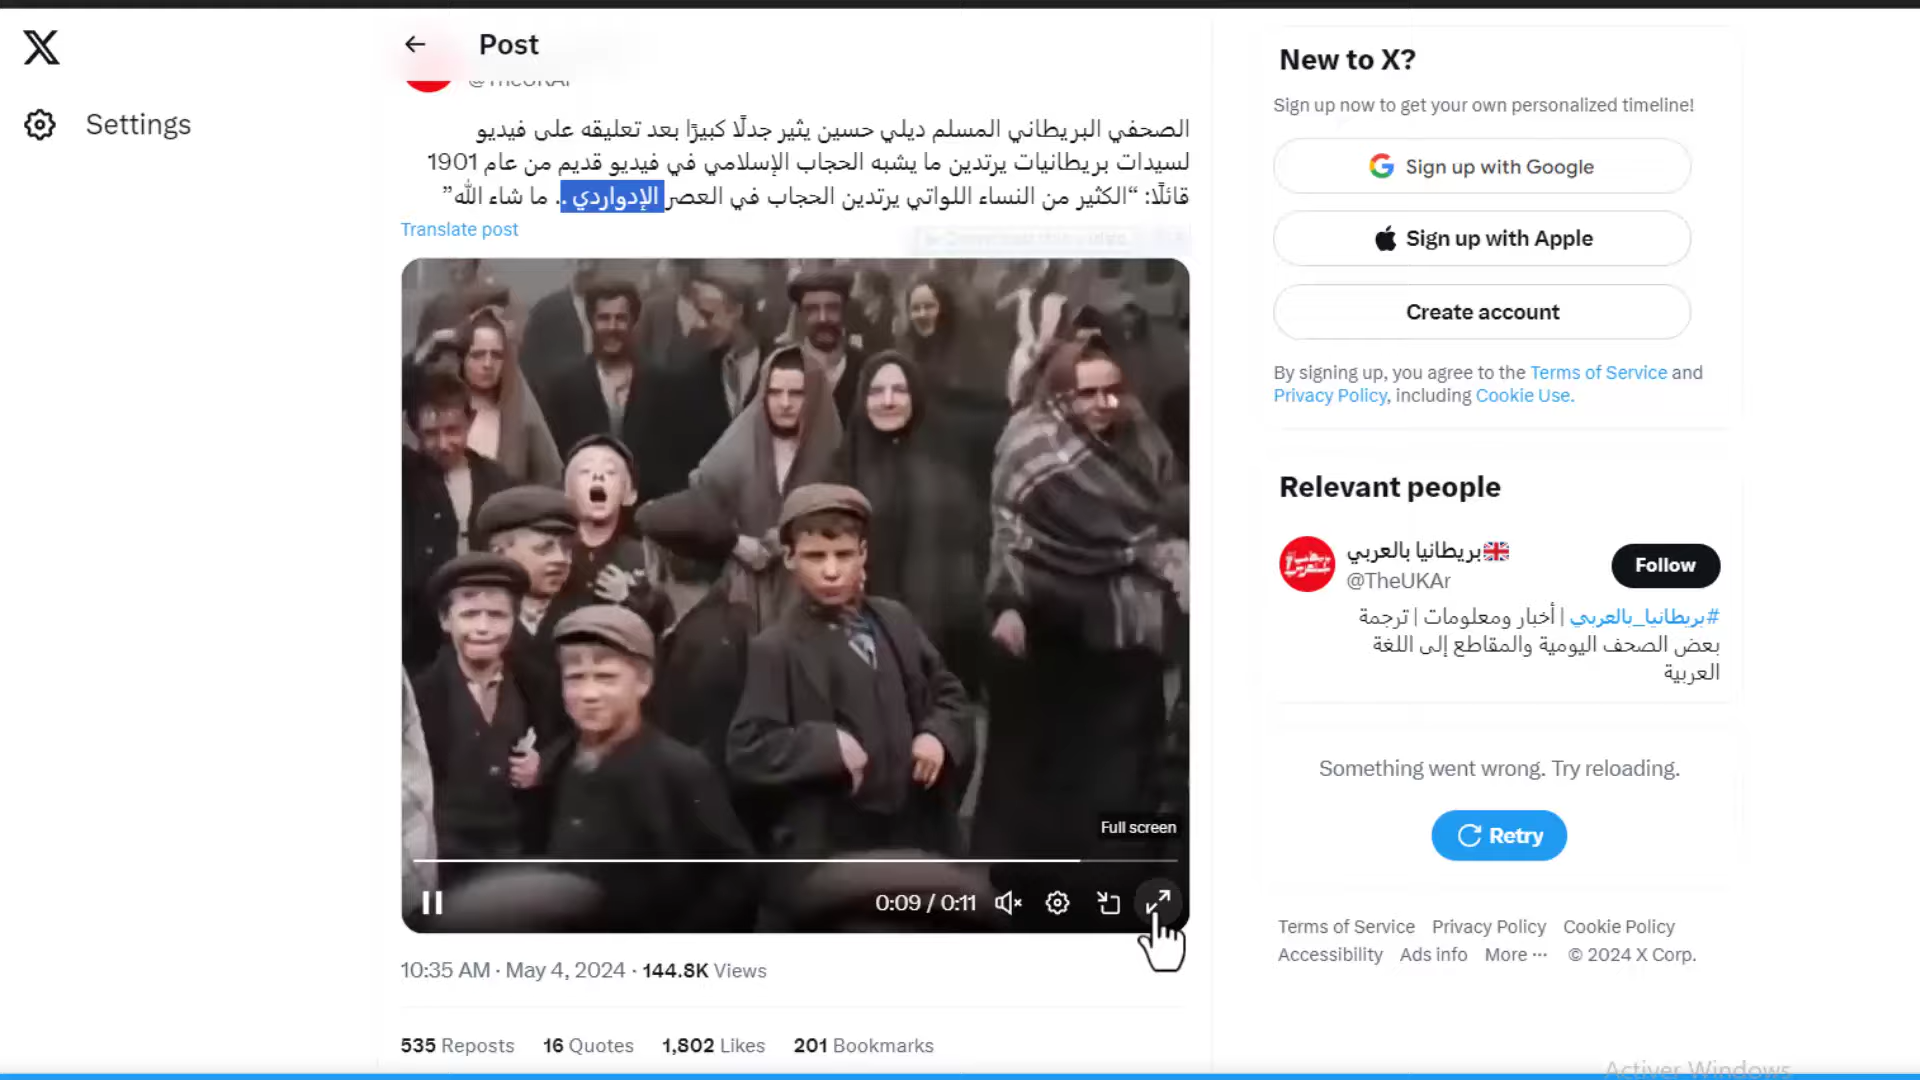 Post
Settings
@TheUKAr
الصحفي البريطاني المسلم ديلي حسين يثير جدلًا كبيرًا بعد تعليقه على فيديو
لسيدات بريطانيات يرتدين ما يشبه الحجاب الإسلامي في فيديو قديم من عام 1901
قائلًا: “الكثير من النساء اللواتي يرتدين الحجاب في العصر الإدواردي .. ما شاء الله”
Translate post
Full screen
0:09 / 0:11
10:35 AM · May 4, 2024 · 144.8K Views
535 Reposts 16 Quotes 1,802 Likes 201 Bookmarks
New to X?
Sign up now to get your own personalized timeline!
Sign up with Google
Sign up with Apple
Create account
By signing up, you agree to the Terms of Service and
Privacy Policy, including Cookie Use.
Relevant people
بريطانيا بالعربي
@TheUKAr
Follow
#بريطانيا_بالعربي | أخبار ومعلومات | ترجمة
بعض الصحف اليومية والمقاطع إلى اللغة
العربية
Something went wrong. Try reloading.
Retry
Terms of Service Privacy Policy Cookie Policy
Accessibility Ads info More ··· © 2024 X Corp.
Activer Windows